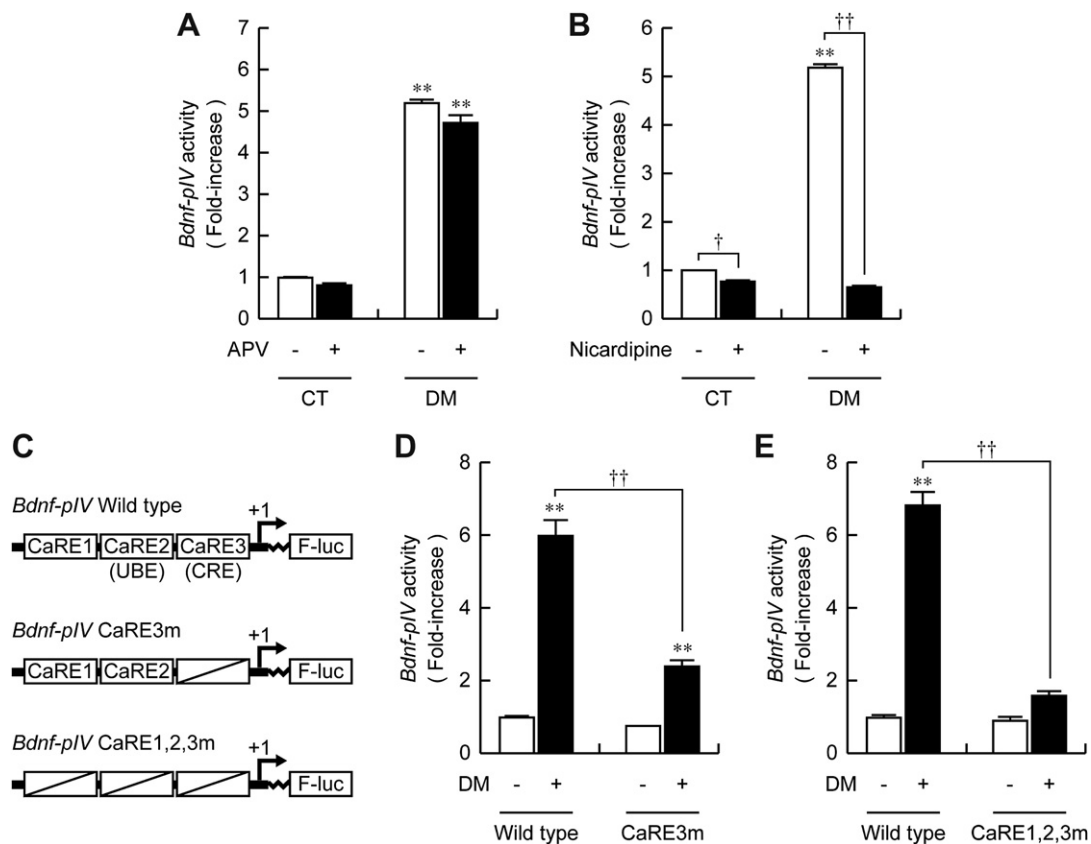 A
Bdnf-pIV activity
( Fold-increase )
7
6
5
4
3
2
1
0
**
**
APV
- + - +
CT DM
B
Bdnf-pIV activity
( Fold-increase )
6
5
4
3
2
1
0
†
**
††
Nicardipine
- + - +
CT DM
C
Bdnf-pIV Wild type
+1
CaRE1 CaRE2 CaRE3 F-luc
(UBE) (CRE)
Bdnf-pIV CaRE3m
+1
CaRE1 CaRE2 F-luc
Bdnf-pIV CaRE1,2,3m
+1
F-luc
D
Bdnf-pIV activity
( Fold-increase )
8
6
4
2
0
††
**
**
DM - + - +
Wild type CaRE3m
E
Bdnf-pIV activity
( Fold-increase )
8
6
4
2
0
††
**
DM - + - +
Wild type CaRE1,2,3m